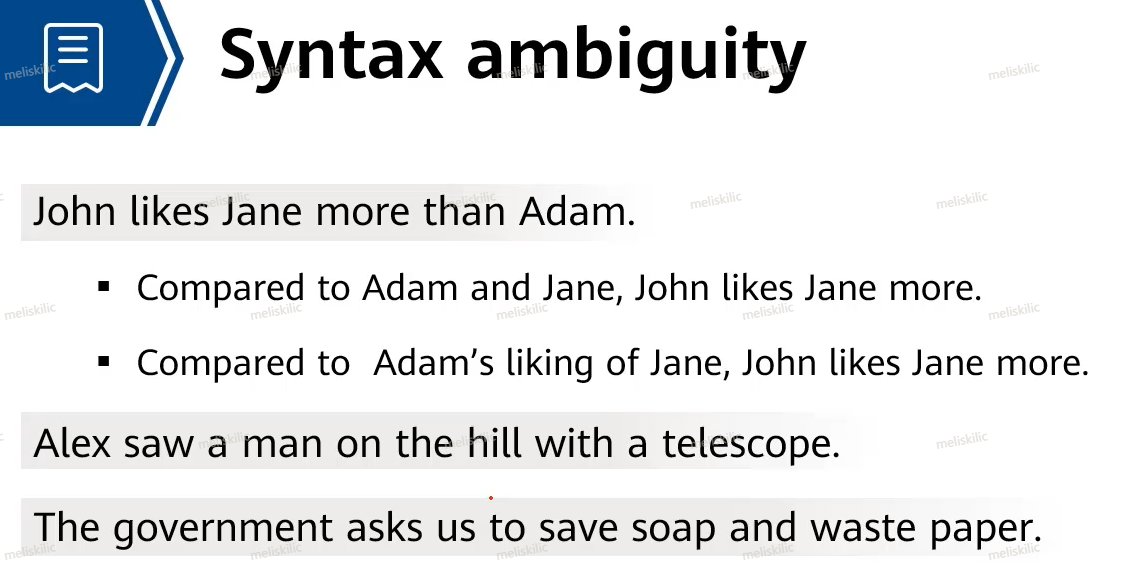 Syntax ambiguity
John likes Jane more than Adam.
▪ Compared to Adam and Jane, John likes Jane more.
▪ Compared to Adam’s liking of Jane, John likes Jane more.
Alex saw a man on the hill with a telescope.
The government asks us to save soap and waste paper.
meliskilic